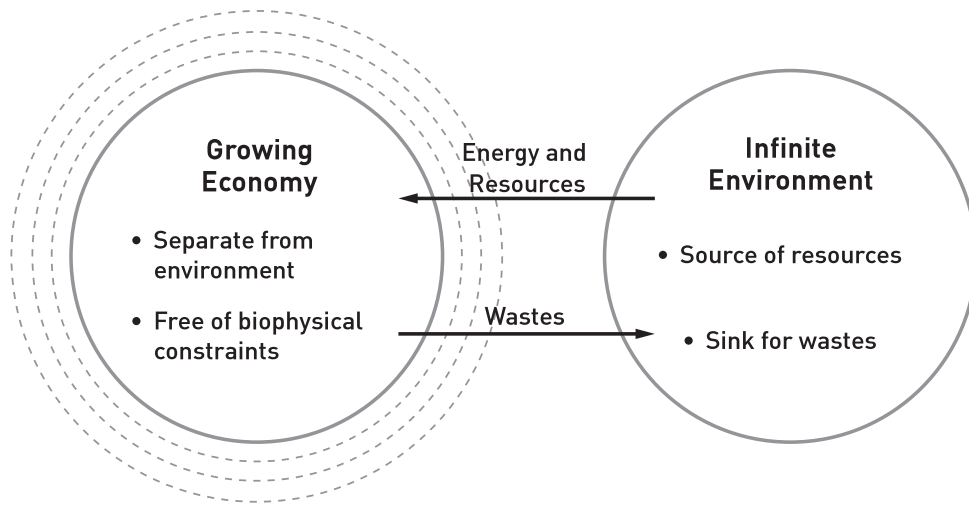 Growing
Economy
• Separate from
environment
• Free of biophysical
constraints
Energy and
Resources
Wastes
Infinite
Environment
• Source of resources
• Sink for wastes